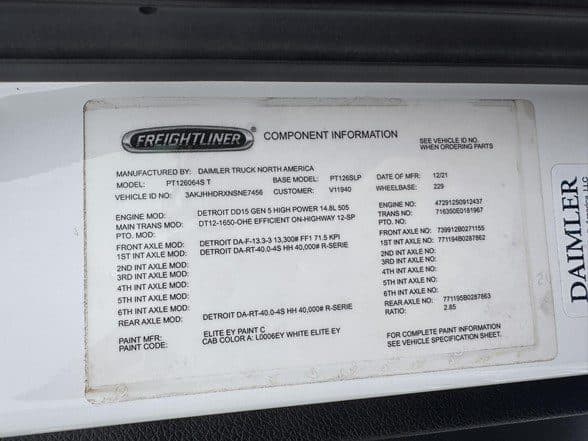 FREIGHTLINER COMPONENT INFORMATION SEE VEHICLE ID NO. WHEN ORDERING PARTS
MANUFACTURED BY: DAIMLER TRUCK NORTH AMERICA
MODEL: PT126064S T BASE MODEL: PT126SLP DATE OF MFR: 12/21
VEHICLE ID NO: 3AKJHHDRXNSNE7456 CUSTOMER: V11940 WHEELBASE: 229
ENGINE MOD: DETROIT DD15 GEN 5 HIGH POWER 14.8L 505 ENGINE NO: 472912S0912437
MAIN TRANS MOD: DT12-1650-OHE EFFICIENT ON-HIGHWAY 12-SP TRANS NO: 716350E0181967
PTO. MOD: PTO. NO:
FRONT AXLE MOD: DETROIT DA-F-13.3-3 13,300# FF1 71.5 KPI FRONT AXLE NO: 739912B0271155
1ST INT AXLE MOD: DETROIT DA-RT-40.0-4S HH 40,000# R-SERIE 1ST INT AXLE NO: 771194B0287862
2ND INT AXLE MOD: 2ND INT AXLE NO:
3RD INT AXLE MOD: 3RD INT AXLE NO:
4TH INT AXLE MOD: 4TH INT AXLE NO:
5TH INT AXLE MOD: 5TH INT AXLE NO:
6TH INT AXLE MOD: 6TH INT AXLE NO:
REAR AXLE MOD: DETROIT DA-RT-40.0-4S HH 40,000# R-SERIE REAR AXLE NO: 771195B0287863
RATIO: 2.85
PAINT MFR: ELITE EY PAINT C
PAINT CODE: CAB COLOR A: L0006EY WHITE ELITE EY
FOR COMPLETE PAINT INFORMATION
SEE VEHICLE SPECIFICATION SHEET.
DAIMLER